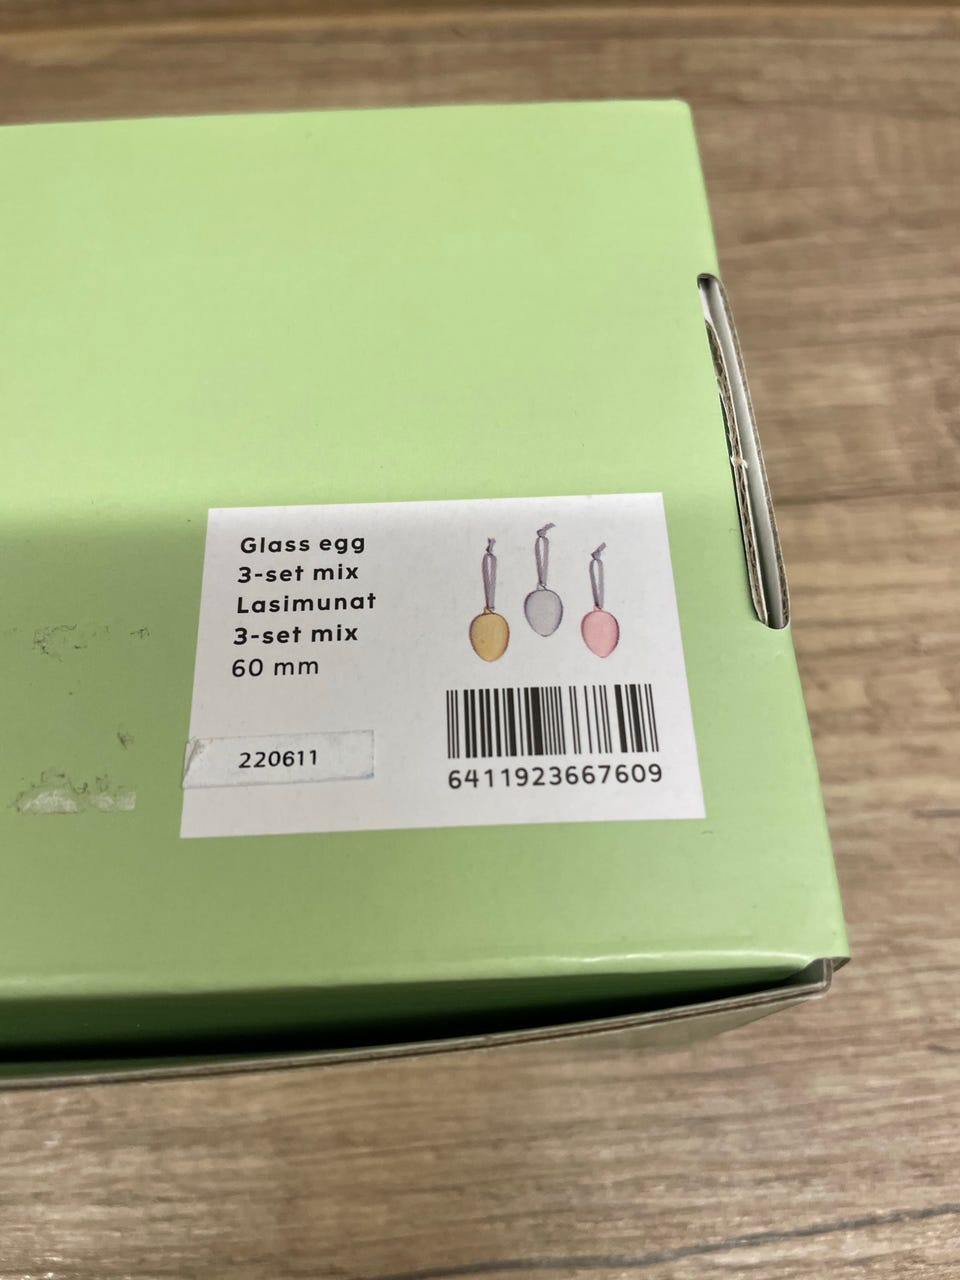 Glass egg
3-set mix
Lasimunat
3-set mix
60 mm
220611
6411923667609